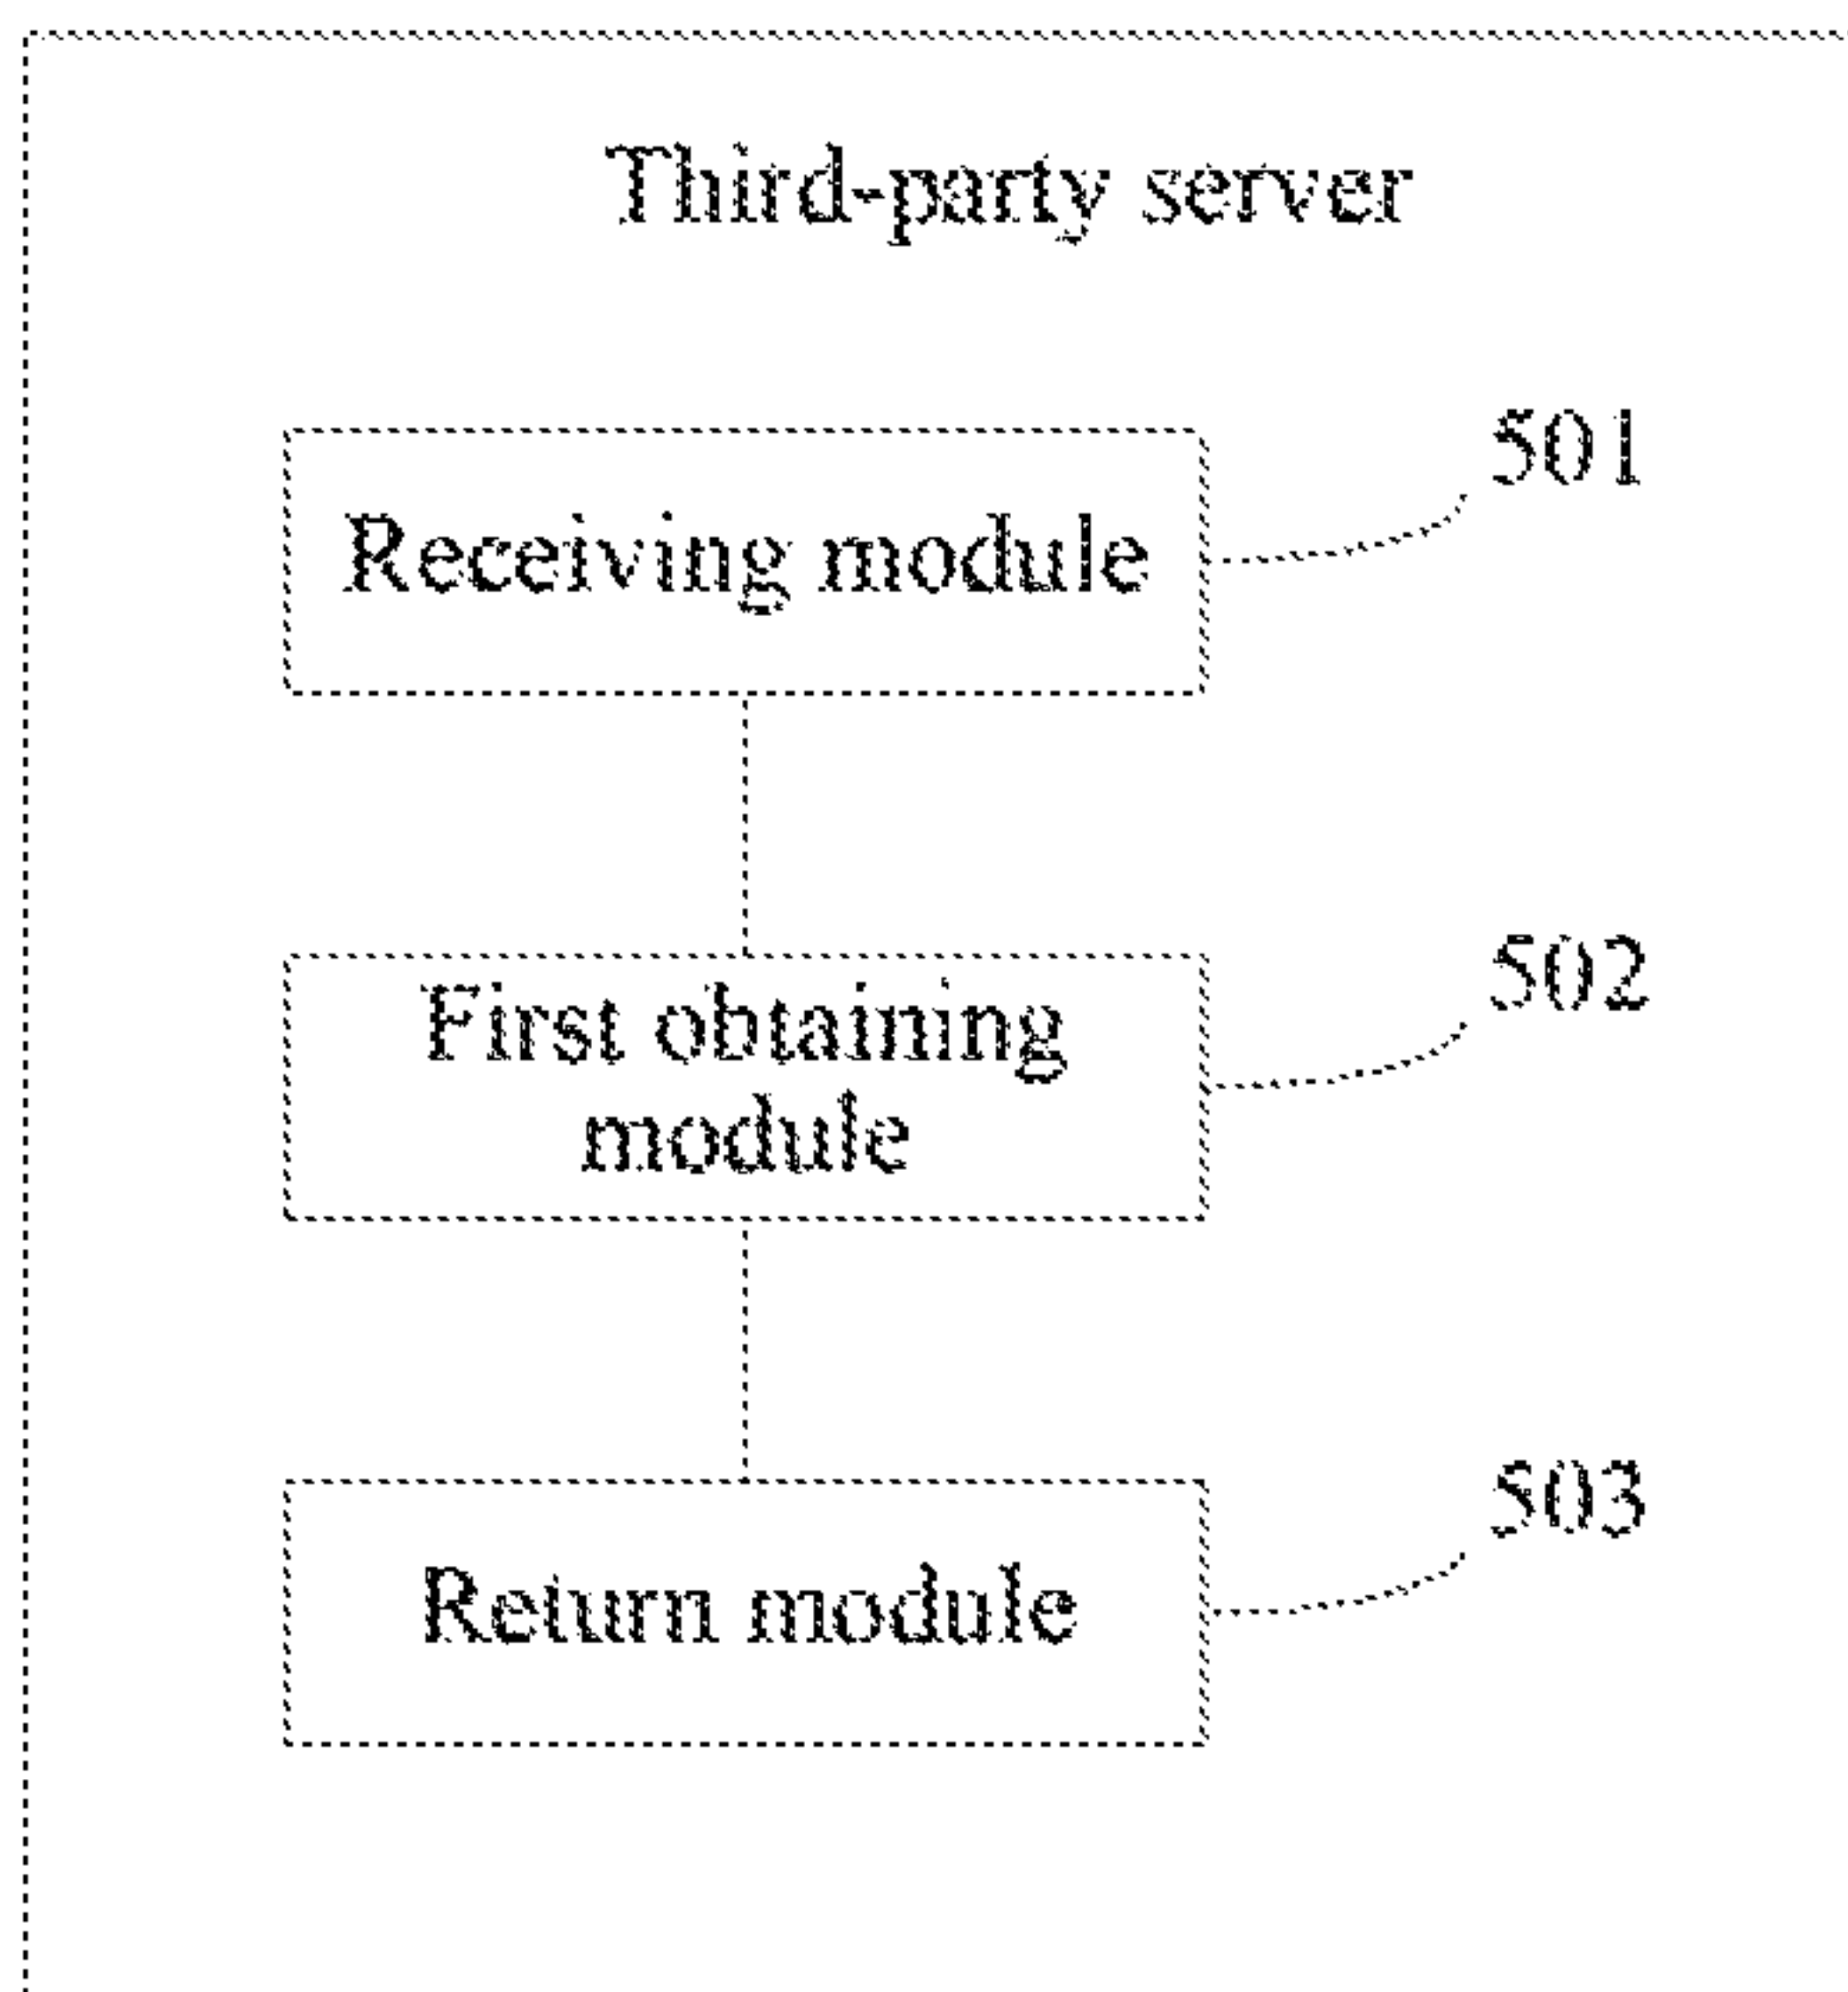 Third-party server
501
Receiving module
502
First obtaining
module
503
Return module